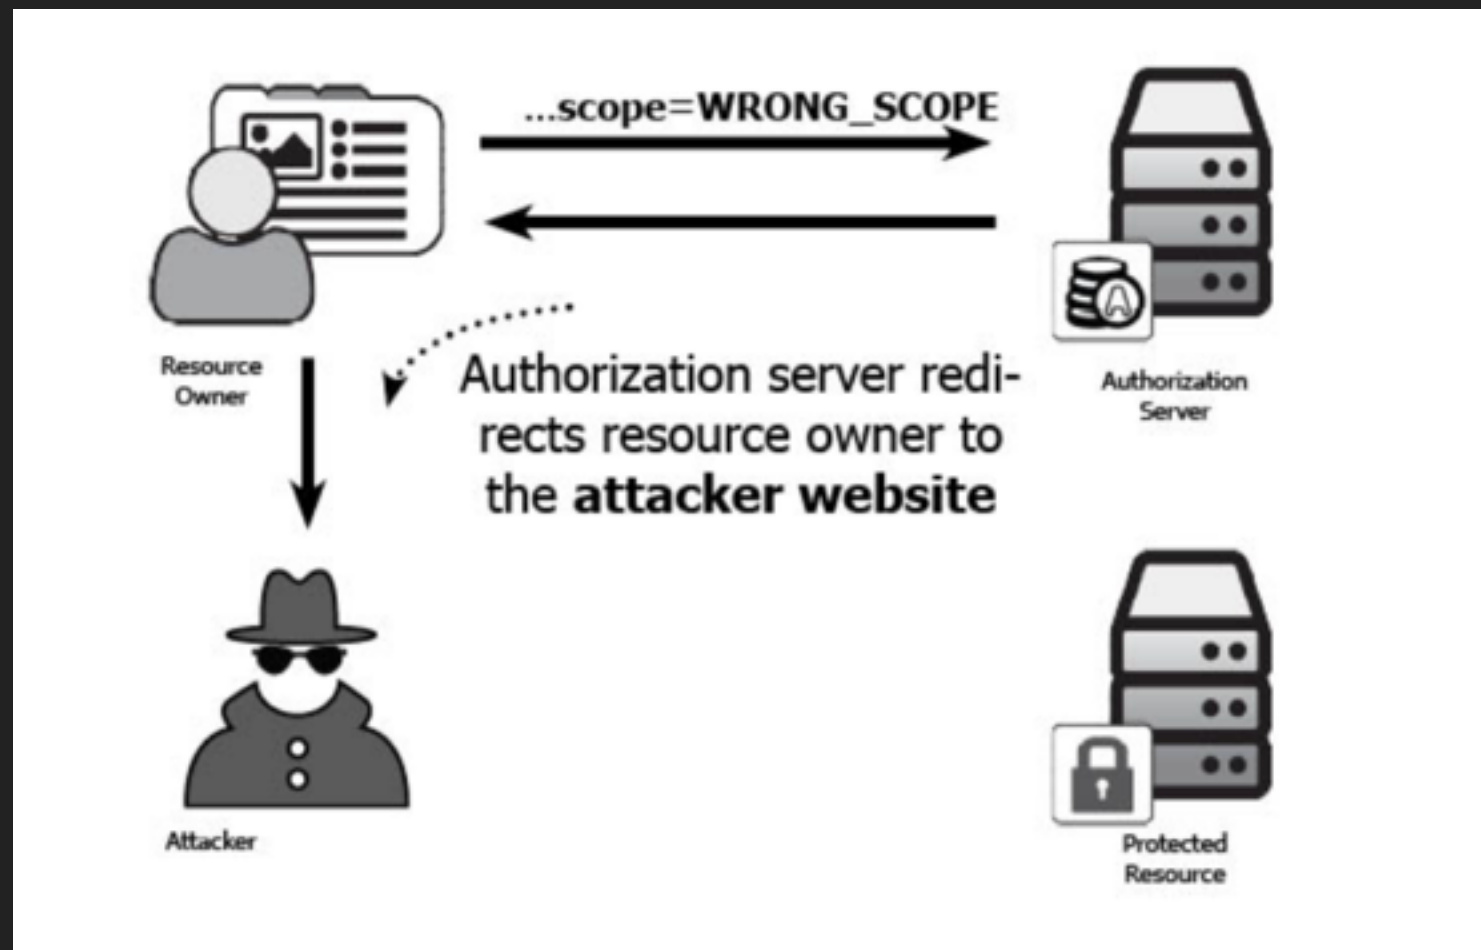 ...scope=WRONG_SCOPE
Resource
Owner
Authorization server redi-
rects resource owner to
the attacker website
A
Authorization
Server
Attacker
Protected
Resource